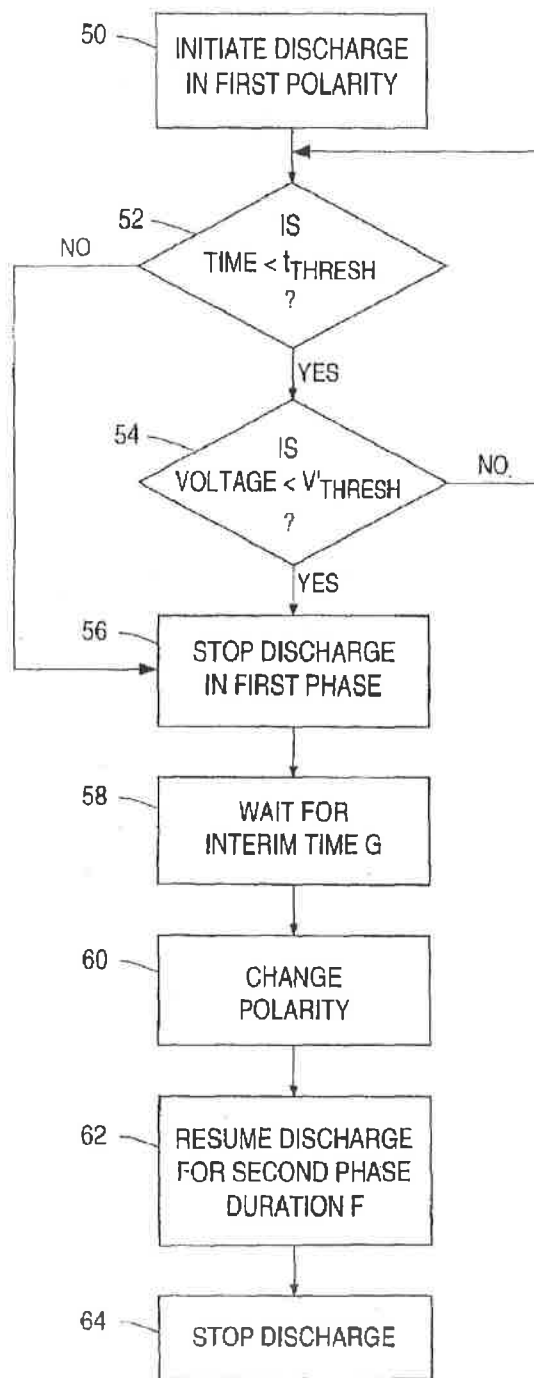 50
INITIATE DISCHARGE
IN FIRST POLARITY
52
NO
IS
TIME < tTHRESH
?
YES
54
IS
VOLTAGE < V'THRESH
?
NO
YES
56
STOP DISCHARGE
IN FIRST PHASE
58
WAIT FOR
INTERIM TIME G
60
CHANGE
POLARITY
62
RESUME DISCHARGE
FOR SECOND PHASE
DURATION F
64
STOP DISCHARGE